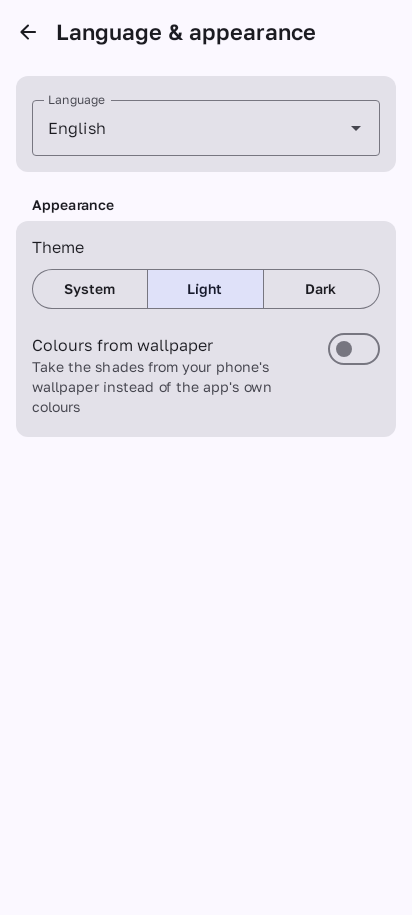 Language & appearance
Language
English
Appearance
Theme
System
Light
Dark
Colours from wallpaper
Take the shades from your phone's
wallpaper instead of the app's own
colours